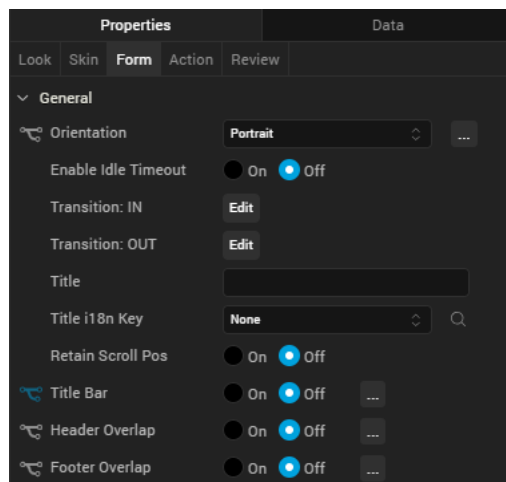 Properties Data
Look Skin Form Action Review
General
Orientation Portrait ...
Enable Idle Timeout On Off
Transition: IN Edit
Transition: OUT Edit
Title
Title i18n Key None
Retain Scroll Pos On Off
Title Bar On Off ...
Header Overlap On Off ...
Footer Overlap On Off ...